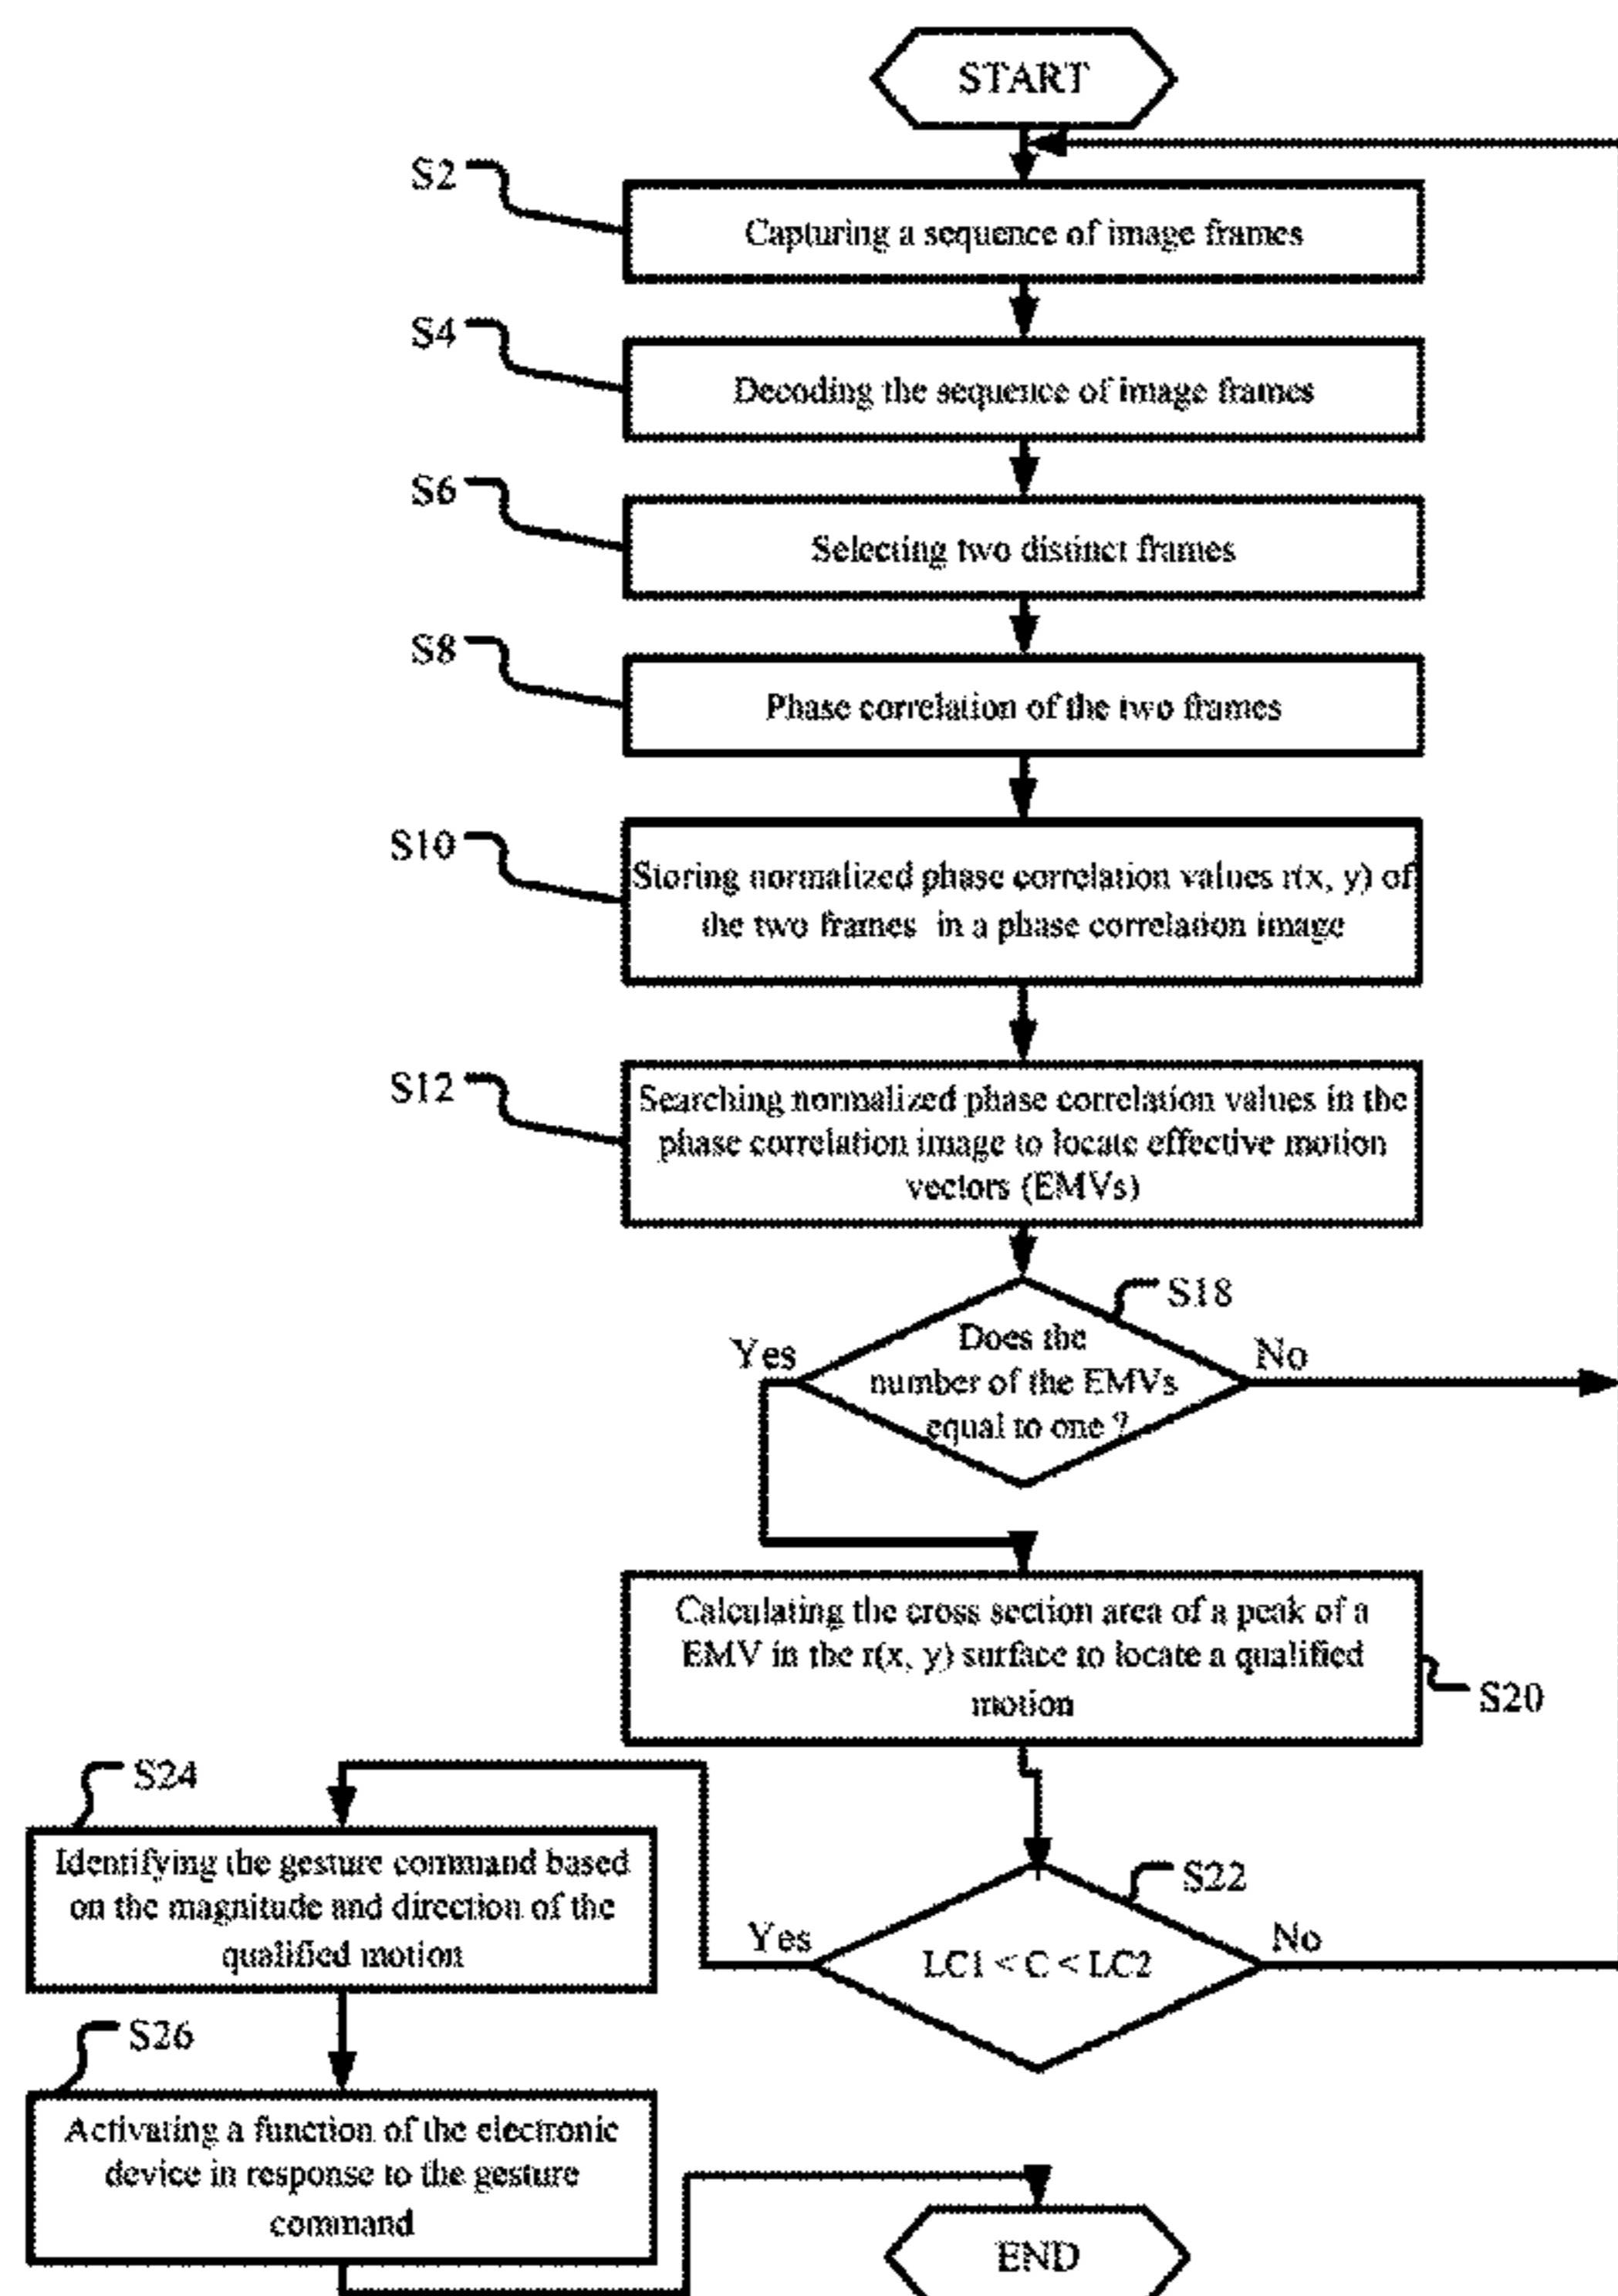 START
S2
Capturing a sequence of image frames
S4
Decoding the sequence of image frames
S6
Selecting two distinct frames
S8
Phase correlation of the two frames
S10
Storing normalized phase correlation values r(x, y) of
the two frames in a phase correlation image
S12
Searching normalized phase correlation values in the
phase correlation image to locate effective motion
vectors (EMVs)
S18
Yes
Does the
number of the EMVs
equal to one ?
No
Calculating the cross section area of a peak of a
EMV in the r(x, y) surface to locate a qualified
motion
S20
S24
Identifying the gesture command based
on the magnitude and direction of the
qualified motion
S22
Yes
LC1 < C < LC2
No
S26
Activating a function of the electronic
device in response to the gesture
command
END